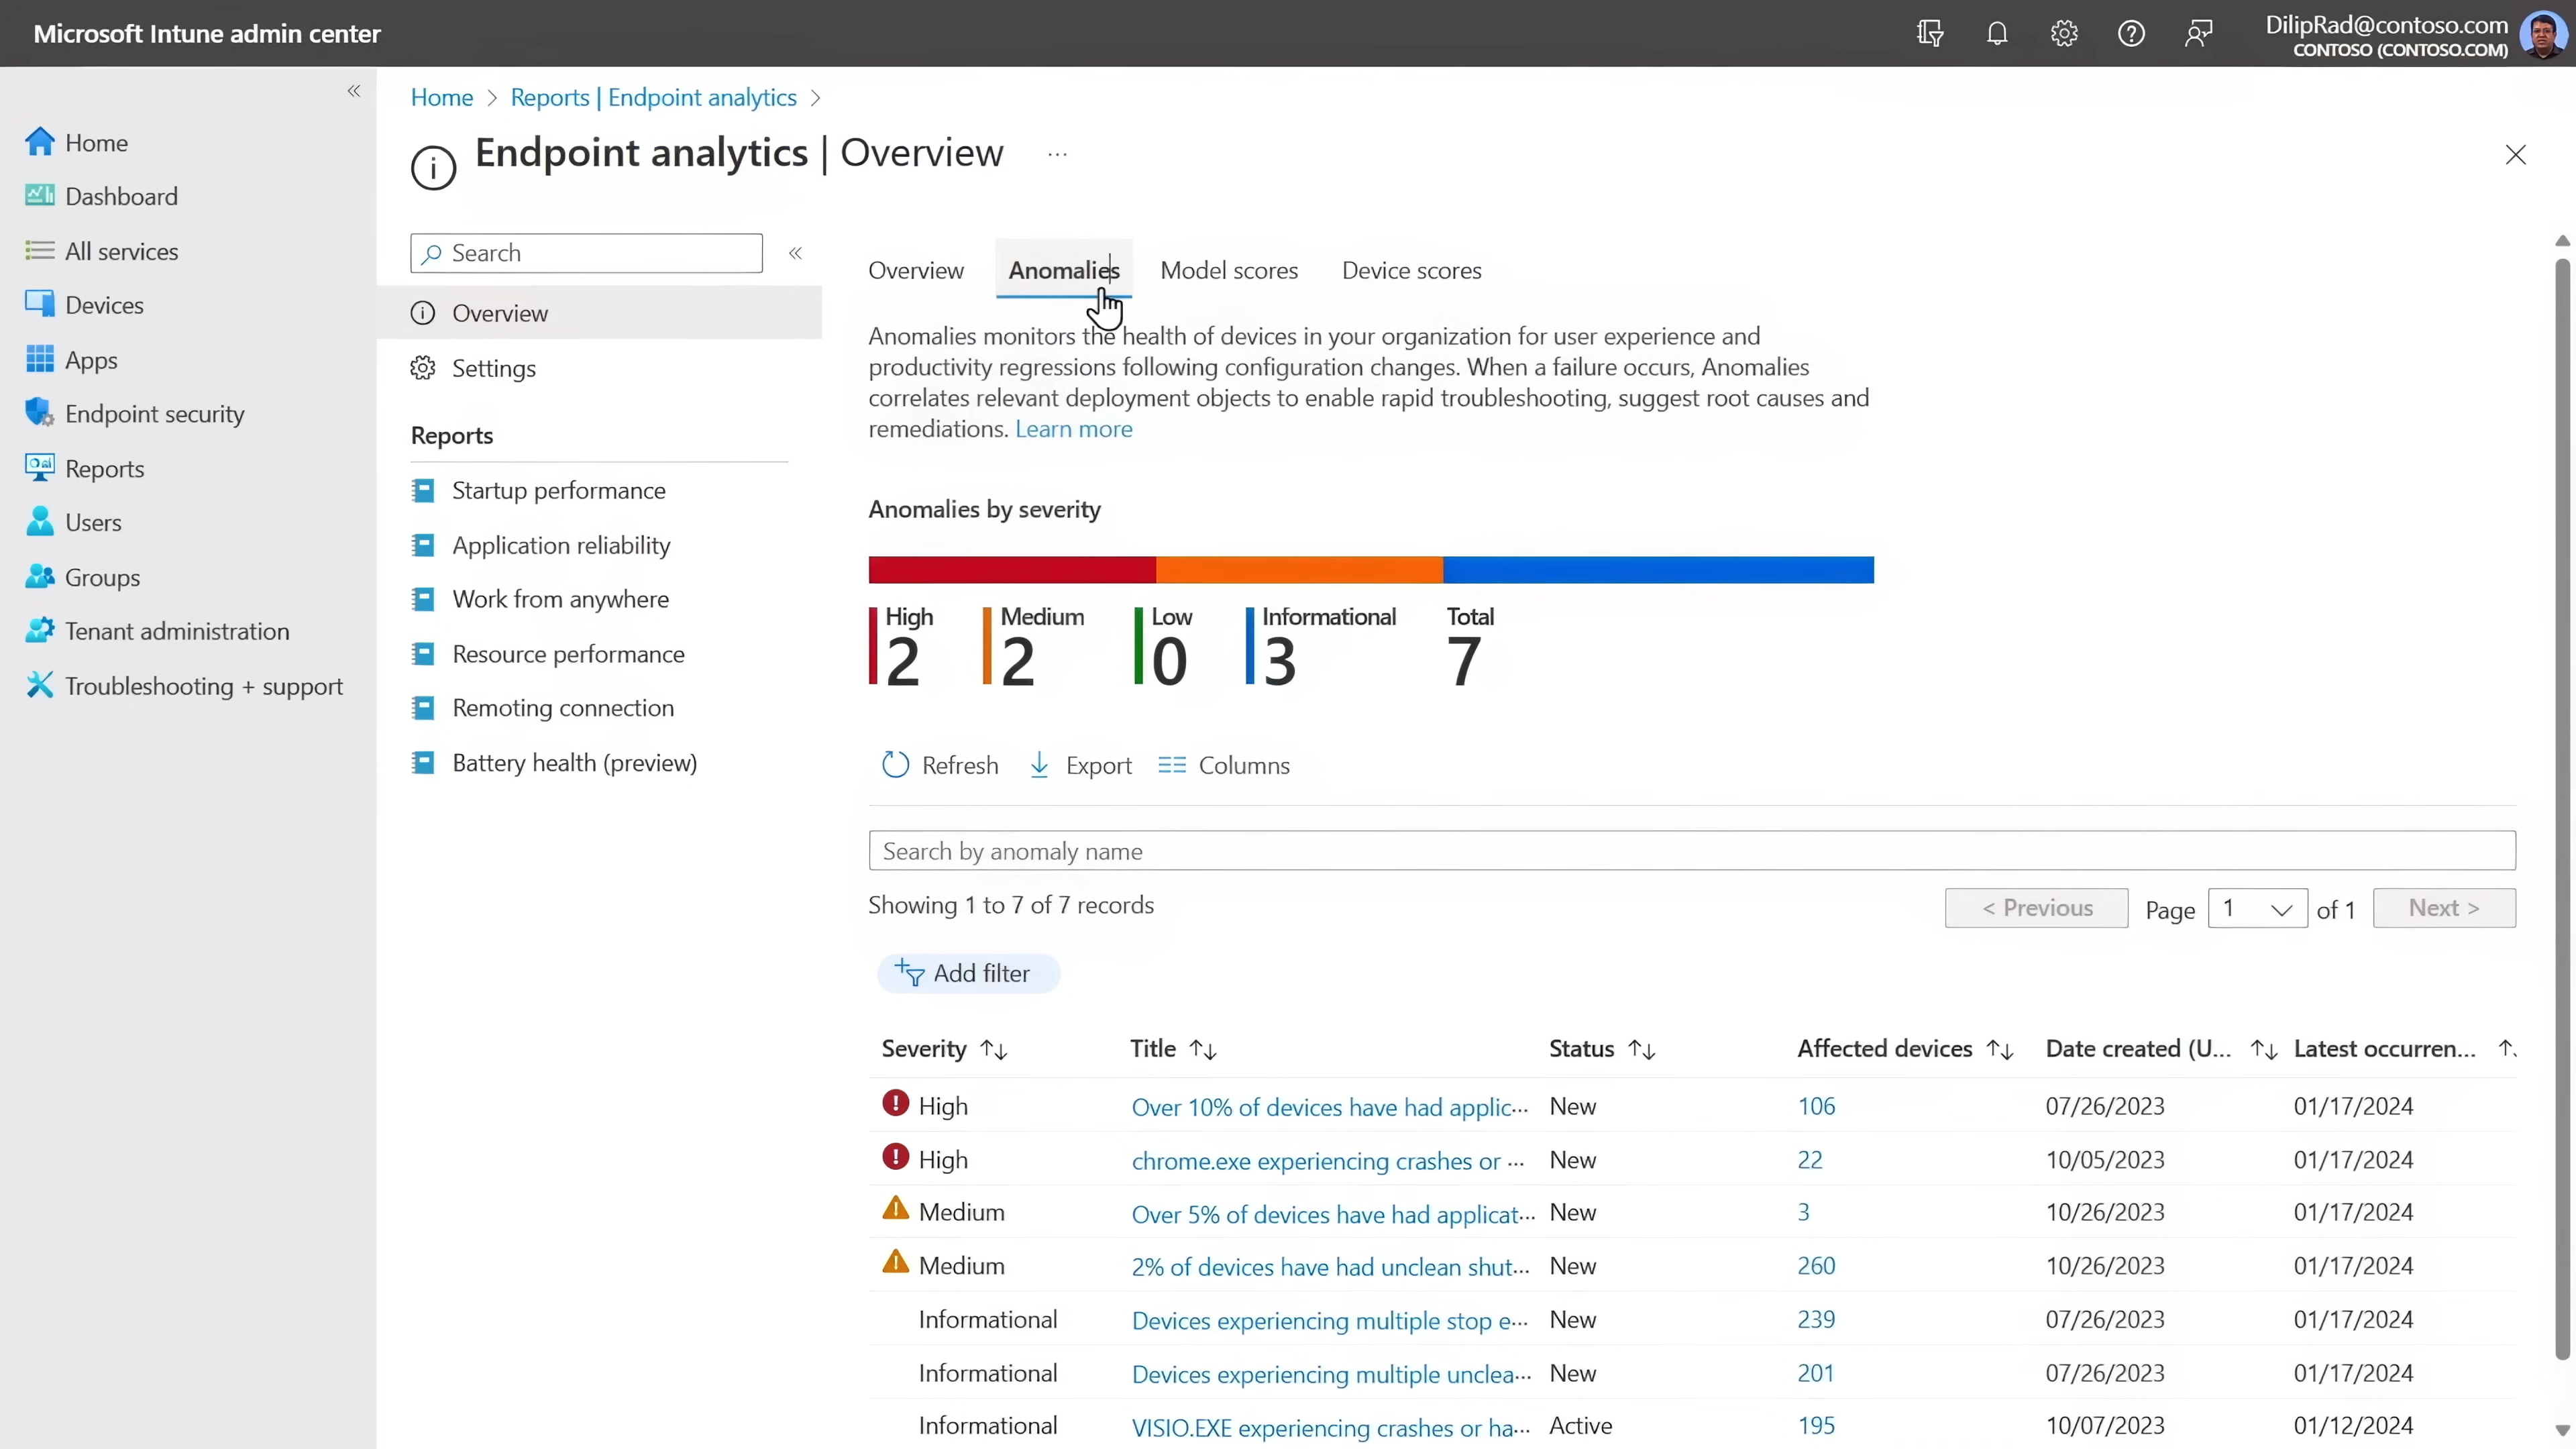 Microsoft Intune admin center
DilipRad@contoso.com
CONTOSO (CONTOSO.COM)
Home
Dashboard
All services
Devices
Apps
Endpoint security
Reports
Users
Groups
Tenant administration
Troubleshooting + support
Home > Reports | Endpoint analytics >
Endpoint analytics | Overview ...
Search
Overview
Settings
Reports
Startup performance
Application reliability
Work from anywhere
Resource performance
Remoting connection
Battery health (preview)
Overview Anomalies Model scores Device scores
Anomalies monitors the health of devices in your organization for user experience and
productivity regressions following configuration changes. When a failure occurs, Anomalies
correlates relevant deployment objects to enable rapid troubleshooting, suggest root causes and
remediations. Learn more
Anomalies by severity
High Medium Low Informational Total
2 2 0 3 7
Refresh Export Columns
Search by anomaly name
Showing 1 to 7 of 7 records
< Previous Page 1 of 1 Next >
Add filter
Severity Title Status Affected devices Date created (U... Latest occurren...
High Over 10% of devices have had applic... New 106 07/26/2023 01/17/2024
High chrome.exe experiencing crashes or ... New 22 10/05/2023 01/17/2024
Medium Over 5% of devices have had applicat... New 3 10/26/2023 01/17/2024
Medium 2% of devices have had unclean shut... New 260 10/26/2023 01/17/2024
Informational Devices experiencing multiple stop e... New 239 07/26/2023 01/17/2024
Informational Devices experiencing multiple unclea... New 201 07/26/2023 01/17/2024
Informational VISIO.EXE experiencing crashes or ha... Active 195 10/07/2023 01/12/2024